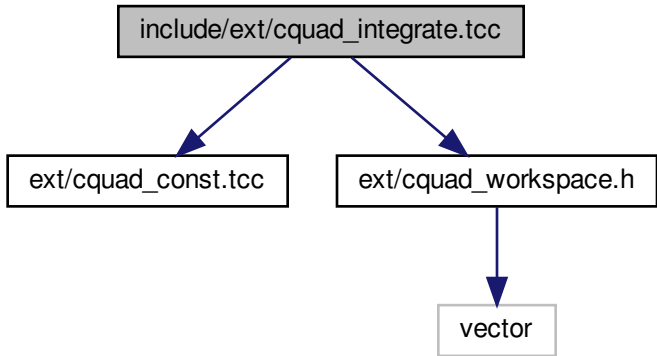 include/ext/cquad_integrate.tcc
ext/cquad_const.tcc
ext/cquad_workspace.h
vector